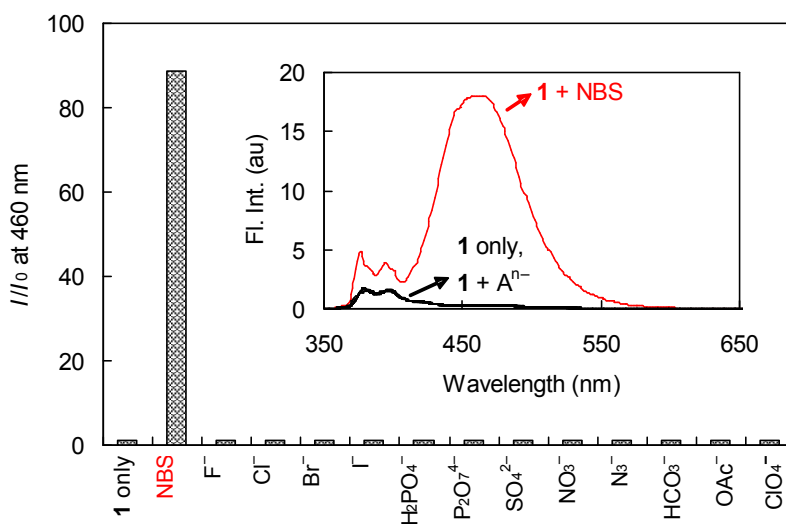 I/I₀ at 460 nm
100
80
60
40
20
0
1 only
NBS
F⁻
Cl⁻
Br⁻
I⁻
H₂PO₄⁻
P₂O₇⁴⁻
SO₄²⁻
NO₃⁻
N₃⁻
HCO₃⁻
OAc⁻
ClO₄⁻
Fl. Int. (au)
20
15
10
5
0
1 + NBS
1 only,
1 + Aⁿ⁻
350 450 550 650
Wavelength (nm)